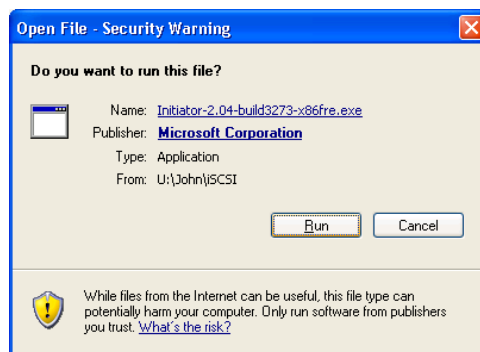 Open File - Security Warning
Do you want to run this file?
Name: Initiator-2.04-build3273-x86fre.exe
Publisher: Microsoft Corporation
Type: Application
From: U:\John\iSCSI
Run Cancel
While files from the Internet can be useful, this file type can
potentially harm your computer. Only run software from publishers
you trust. What's the risk?